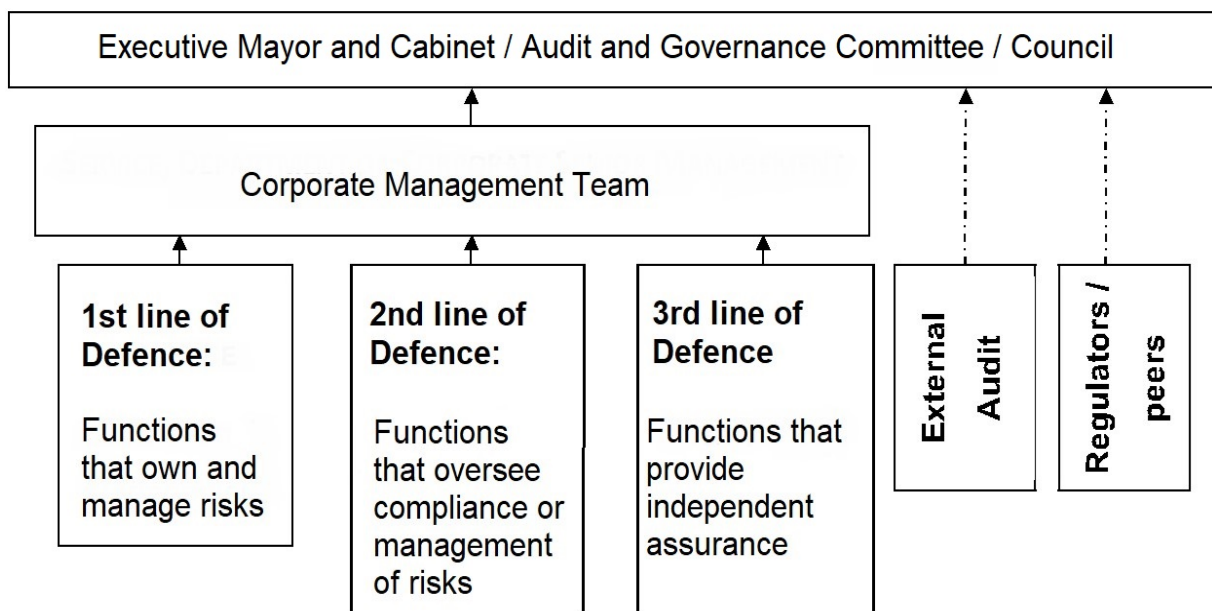 Executive Mayor and Cabinet / Audit and Governance Committee / Council
Corporate Management Team
1st line of
Defence:
Functions
that own and
manage risks
2nd line of
Defence:
Functions
that oversee
compliance or
management
of risks
3rd line of
Defence
Functions that
provide
independent
assurance
External
Audit
Regulators /
peers